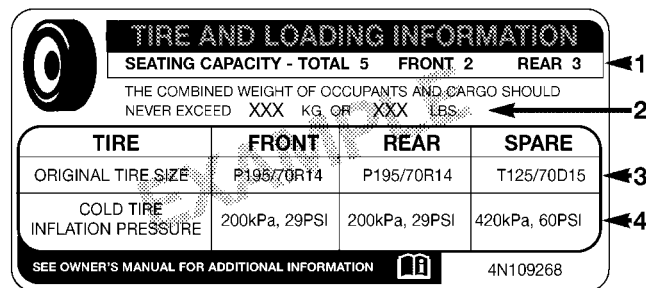 TIRE AND LOADING INFORMATION
SEATING CAPACITY - TOTAL 5 FRONT 2 REAR 3
1
THE COMBINED WEIGHT OF OCCUPANTS AND CARGO SHOULD
NEVER EXCEED XXX KG OR XXX LBS.
2
TIRE FRONT REAR SPARE
ORIGINAL TIRE SIZE P195/70R14 P195/70R14 T125/70D15
3
COLD TIRE
INFLATION PRESSURE 200kPa, 29PSI 200kPa, 29PSI 420kPa, 60PSI
4
EXAMPLE
SEE OWNER'S MANUAL FOR ADDITIONAL INFORMATION 4N109268